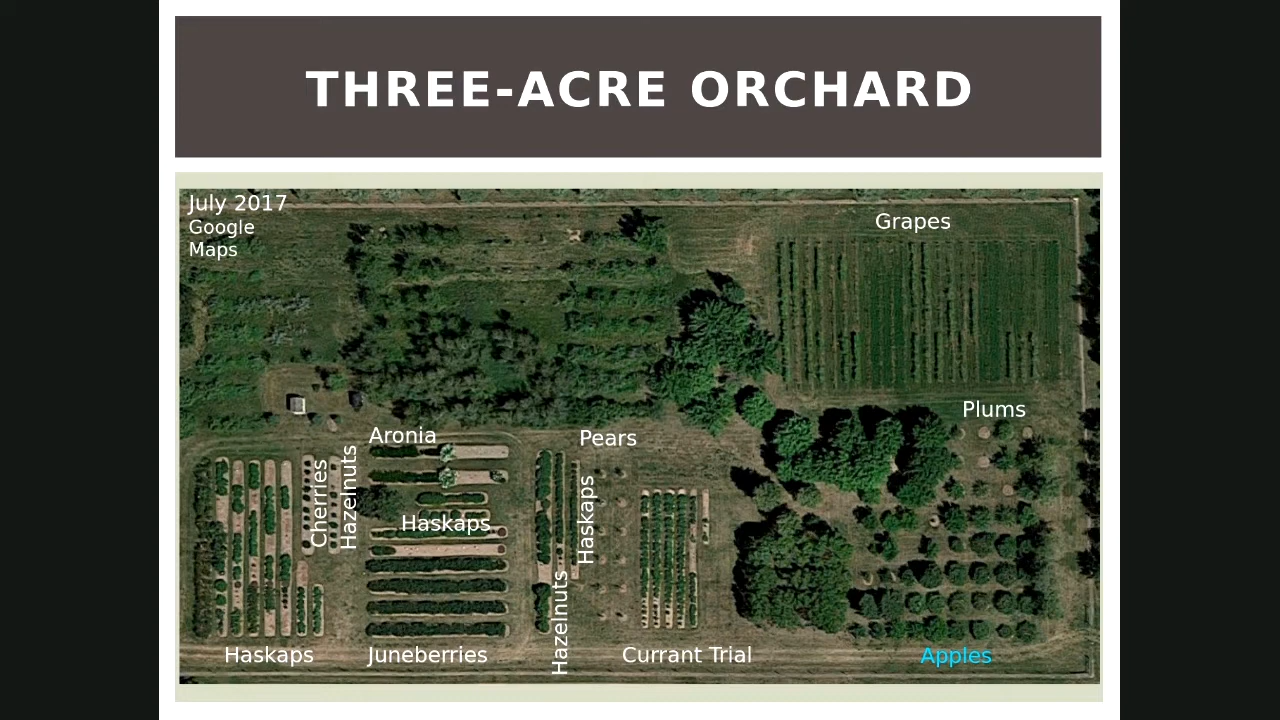 THREE-ACRE ORCHARD
July 2017
Google
Maps
Grapes
Plums
Aronia
Pears
Cherries
Hazelnuts
Haskaps
Haskaps
Hazelnuts
Haskaps
Juneberries
Currant Trial
Apples